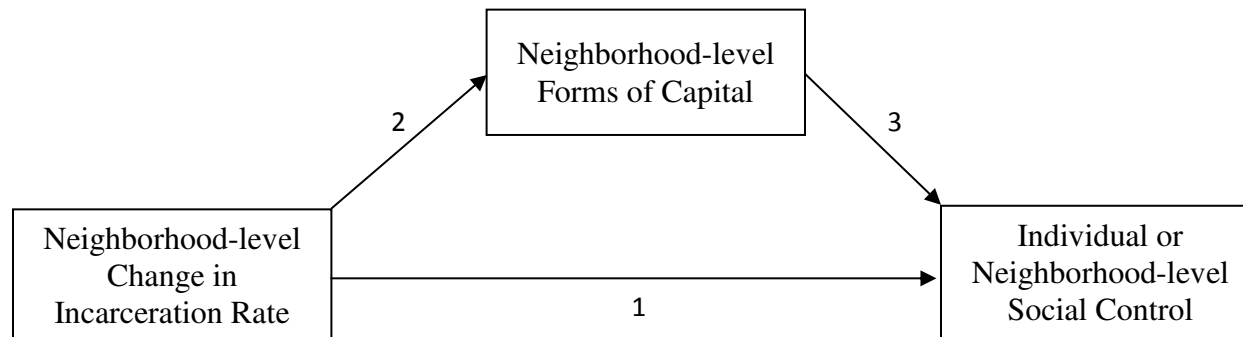 Neighborhood-level
Forms of Capital
2
3
Neighborhood-level
Change in
Incarceration Rate
1
Individual or
Neighborhood-level
Social Control